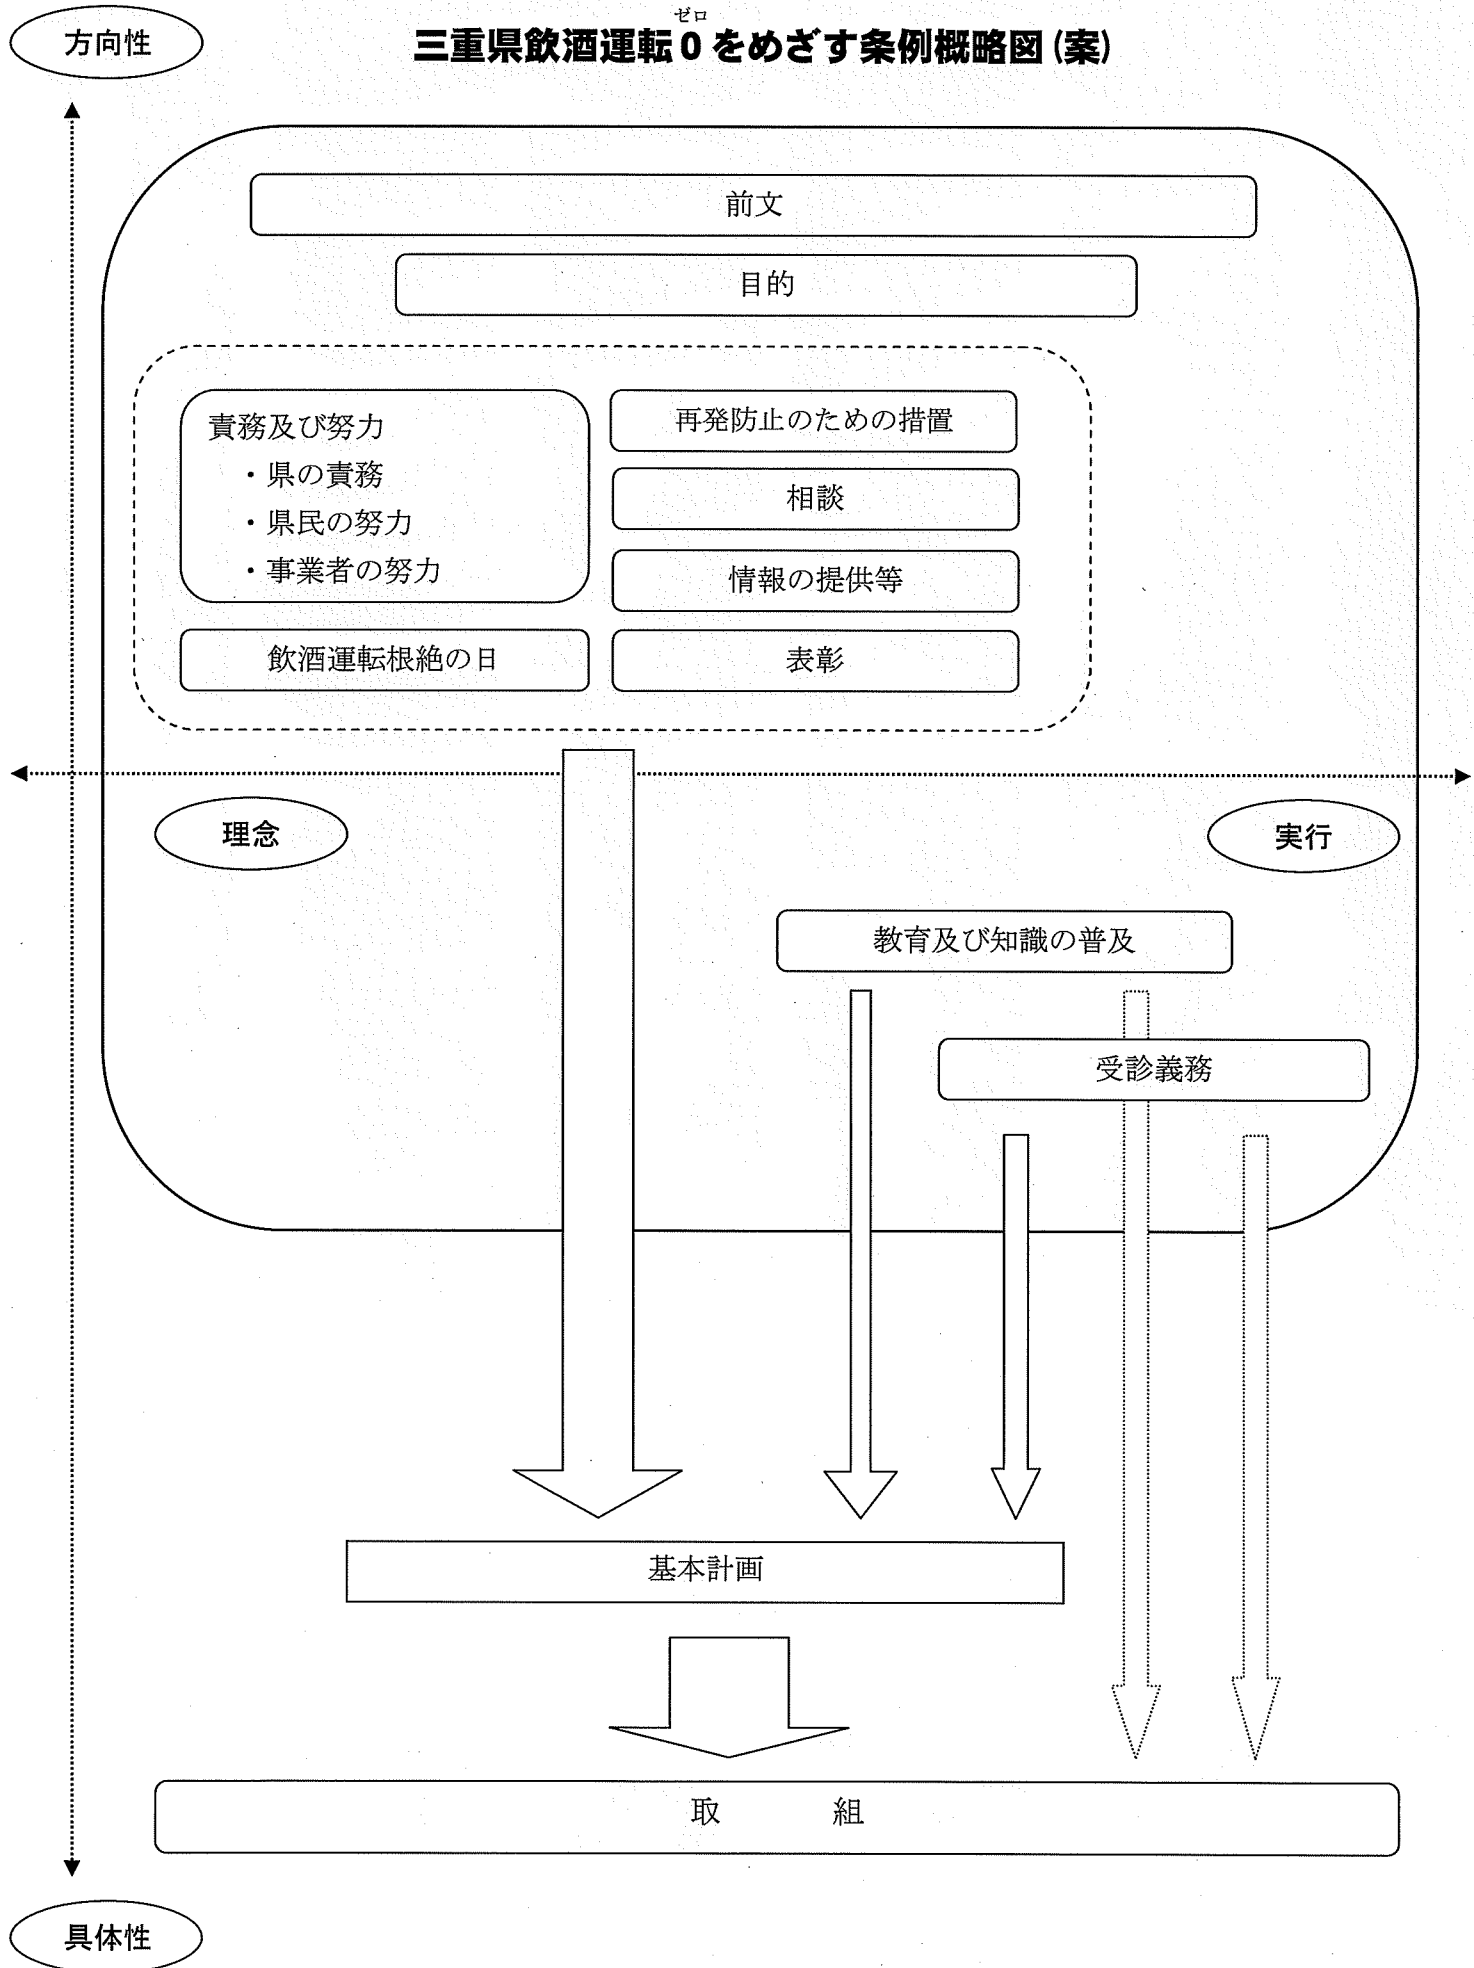 方向性
ゼロ
三重県飲酒運転0をめざす条例概略図(案)
前文
目的
責務及び努力
・県の責務
・県民の努力
・事業者の努力
飲酒運転根絶の日
再発防止のための措置
相談
情報の提供等
表彰
理念
実行
教育及び知識の普及
受診義務
基本計画
取　　組
具体性